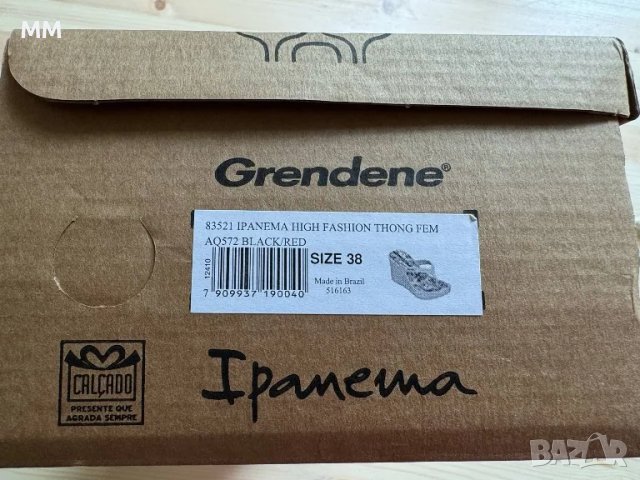 MM
Grendene®
83521 IPANEMA HIGH FASHION THONG FEM
AQ572 BLACK/RED
12410
SIZE 38
Made in Brazil
516163
7 909937 190040
CALÇADO
PRESENTE QUE
AGRADA SEMPRE
Ipanema
BAZAR